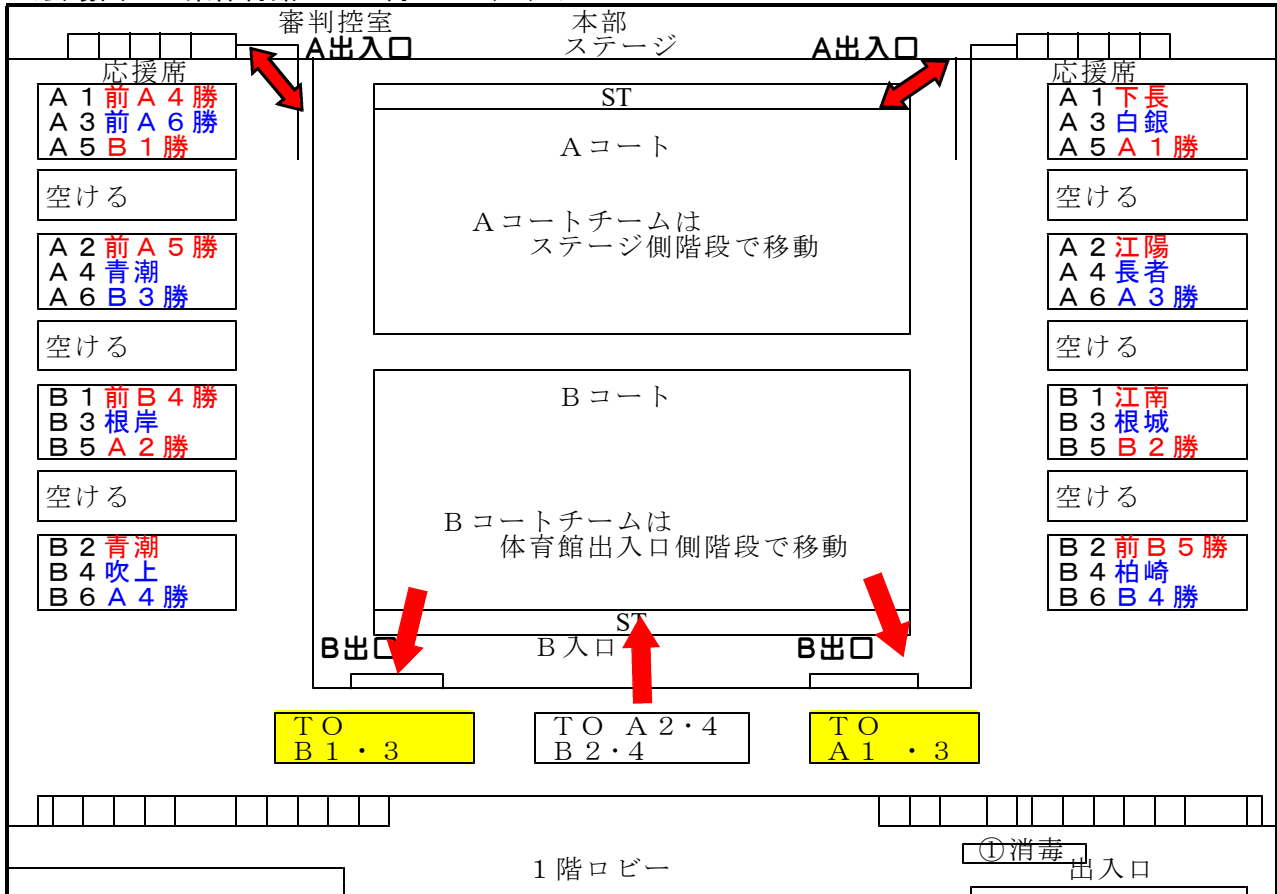 審判控室
本部
ステージ
A出入口
A出入口
応援席
応援席
A1前A4勝
A3前A6勝
A5B1勝
空ける
A2前A5勝
A4青潮
A6B3勝
空ける
B1前B4勝
B3根岸
B5A2勝
空ける
B2青潮
B4吹上
B6A4勝
ST
Aコート
Aコートチームは
ステージ側階段で移動
Bコート
Bコートチームは
体育館出入口側階段で移動
ST
B出口
B入口
B出口
A1下長
A3白銀
A5A1勝
空ける
A2江陽
A4長者
A6A3勝
空ける
B1江南
B3根城
B5B2勝
空ける
B2前B5勝
B4柏崎
B6B4勝
TO
B1・3
TO A2・4
B2・4
TO
A1・3
1階ロビー
①消毒
出入口